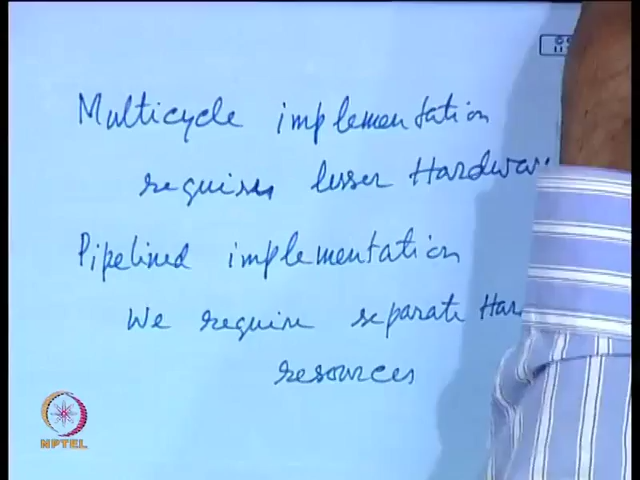 Multicycle implementation
requires lesser Hardware
Pipelined implementation
We require separate Har
resources
NPTEL